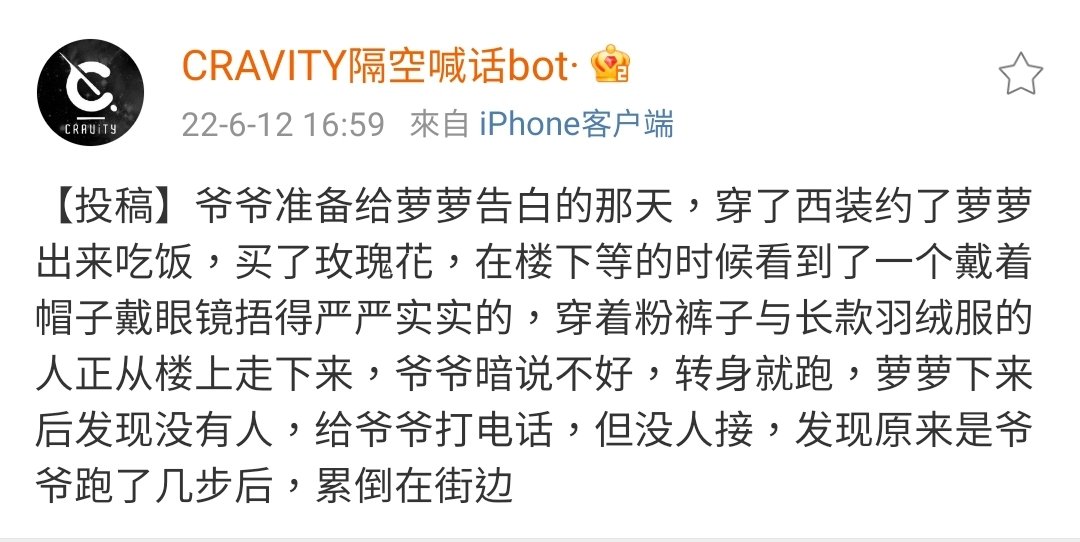 CRAVITY隔空喊话bot·
22-6-12 16:59 來自 iPhone客户端
CRAViTY
【投稿】爷爷准备给萝萝告白的那天，穿了西装约了萝萝
出来吃饭，买了玫瑰花，在楼下等的时候看到了一个戴着
帽子戴眼镜捂得严严实实的，穿着粉裤子与长款羽绒服的
人正从楼上走下来，爷爷暗说不好，转身就跑，萝萝下来
后发现没有人，给爷爷打电话，但没人接，发现原来是爷
爷跑了几步后，累倒在街边